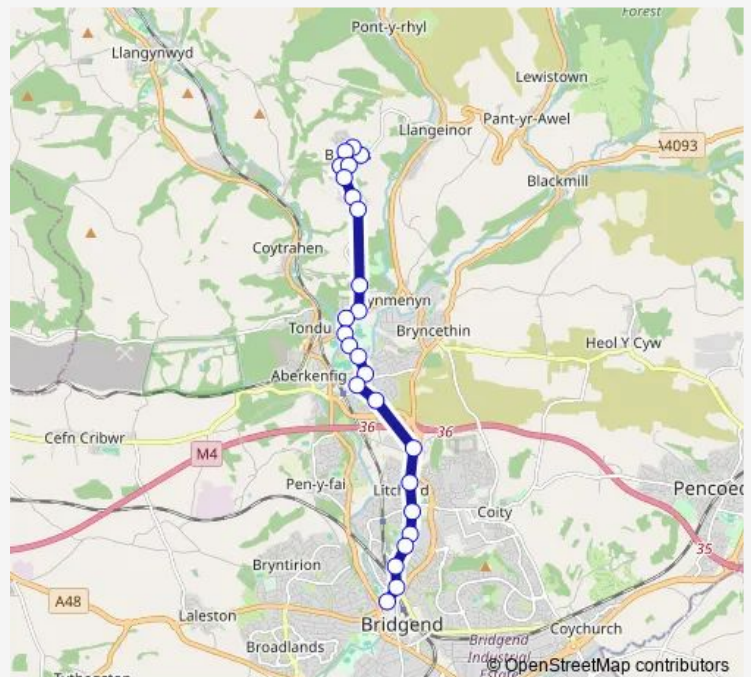 Forest
Pont-y-rhyl
Llangynwyd
Lewistown
Pant-yr-Awel
Llangeinor
A4093
Blackmill
Coytrahen
ynmenyn
Tondu
Bryncethin
Heol Y Cyw
Aberkenfig
36
36
Cefn Cribwr
M4
Pen-y-fai
Pencoed
Coity
35
Bryntirion
A48
Laleston
Bridgend
Coychurch
Broadlands
Bridgend
Industrial
© OpenStreetMap contributors